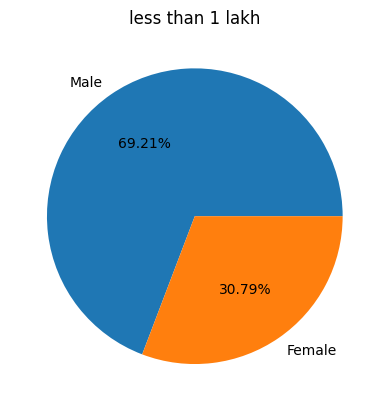 less than 1 lakh
Male
69.21%
30.79%
Female